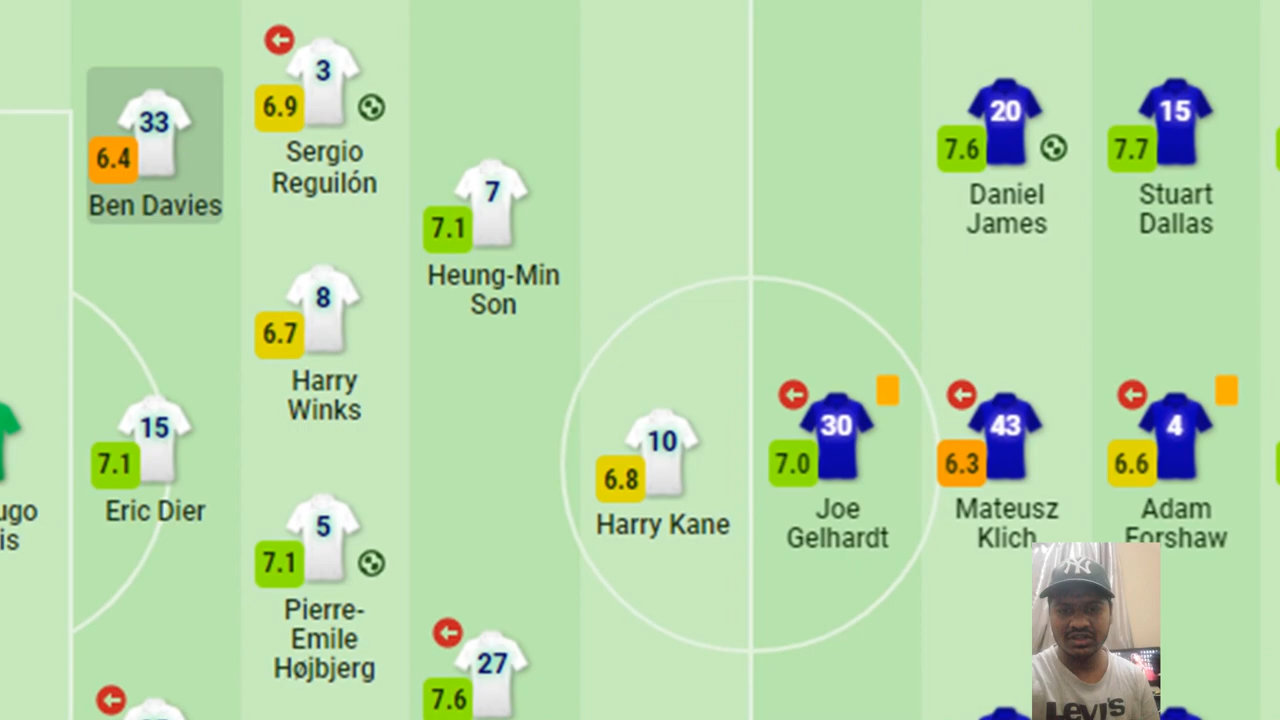 3
6.9
Sergio
Reguilón
33
6.4
Ben Davies
7
7.1
Heung-Min
Son
20
7.6
Daniel
James
15
7.7
Stuart
Dallas
8
6.7
Harry
Winks
15
7.1
Eric Dier
ugo
is
10
6.8
Harry Kane
30
7.0
Joe
Gelhardt
43
6.3
Mateusz
Klich
4
6.6
Adam
Forshaw
5
7.1
Pierre-
Emile
Højbjerg
27
7.6
NY
Levi's